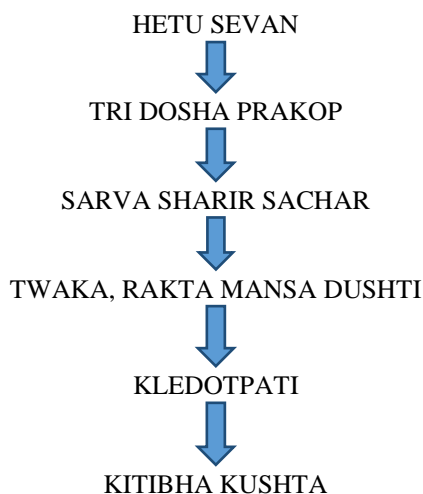 HETU SEVAN
TRI DOSHA PRAKOP
SARVA SHARIR SACHAR
TWAKA, RAKTA MANSA DUSHTI
KLEDOTPATI
KITIBHA KUSHTA